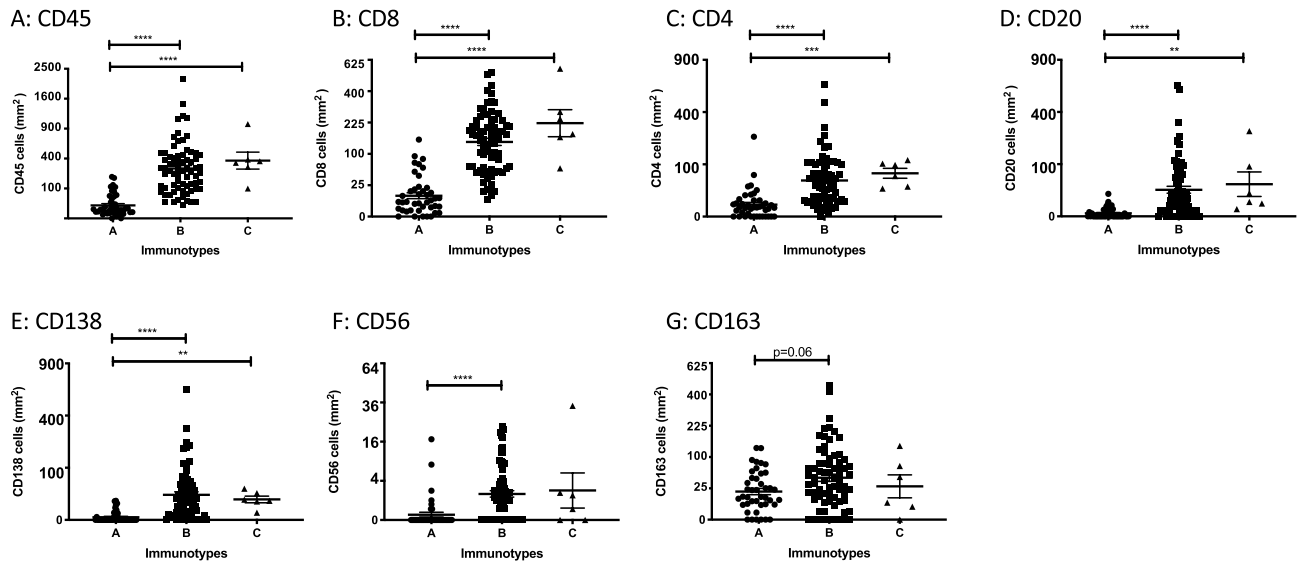 A: CD45
****
****
2500
1600
900
400
100
CD45 cells (mm²)
A B C
Immunotypes
B: CD8
****
****
625
400
225
100
25
0
CD8 cells (mm²)
A B C
Immunotypes
C: CD4
****
***
900
400
100
0
CD4 cells (mm²)
A B C
Immunotypes
D: CD20
****
**
900
400
100
0
CD20 cells (mm²)
A B C
Immunotypes
E: CD138
****
**
900
400
100
0
CD138 cells (mm²)
A B C
Immunotypes
F: CD56
****
64
36
16
4
0
CD56 cells (mm²)
A B C
Immunotypes
G: CD163
p=0.06
625
400
225
100
25
0
CD163 cells (mm²)
A B C
Immunotypes